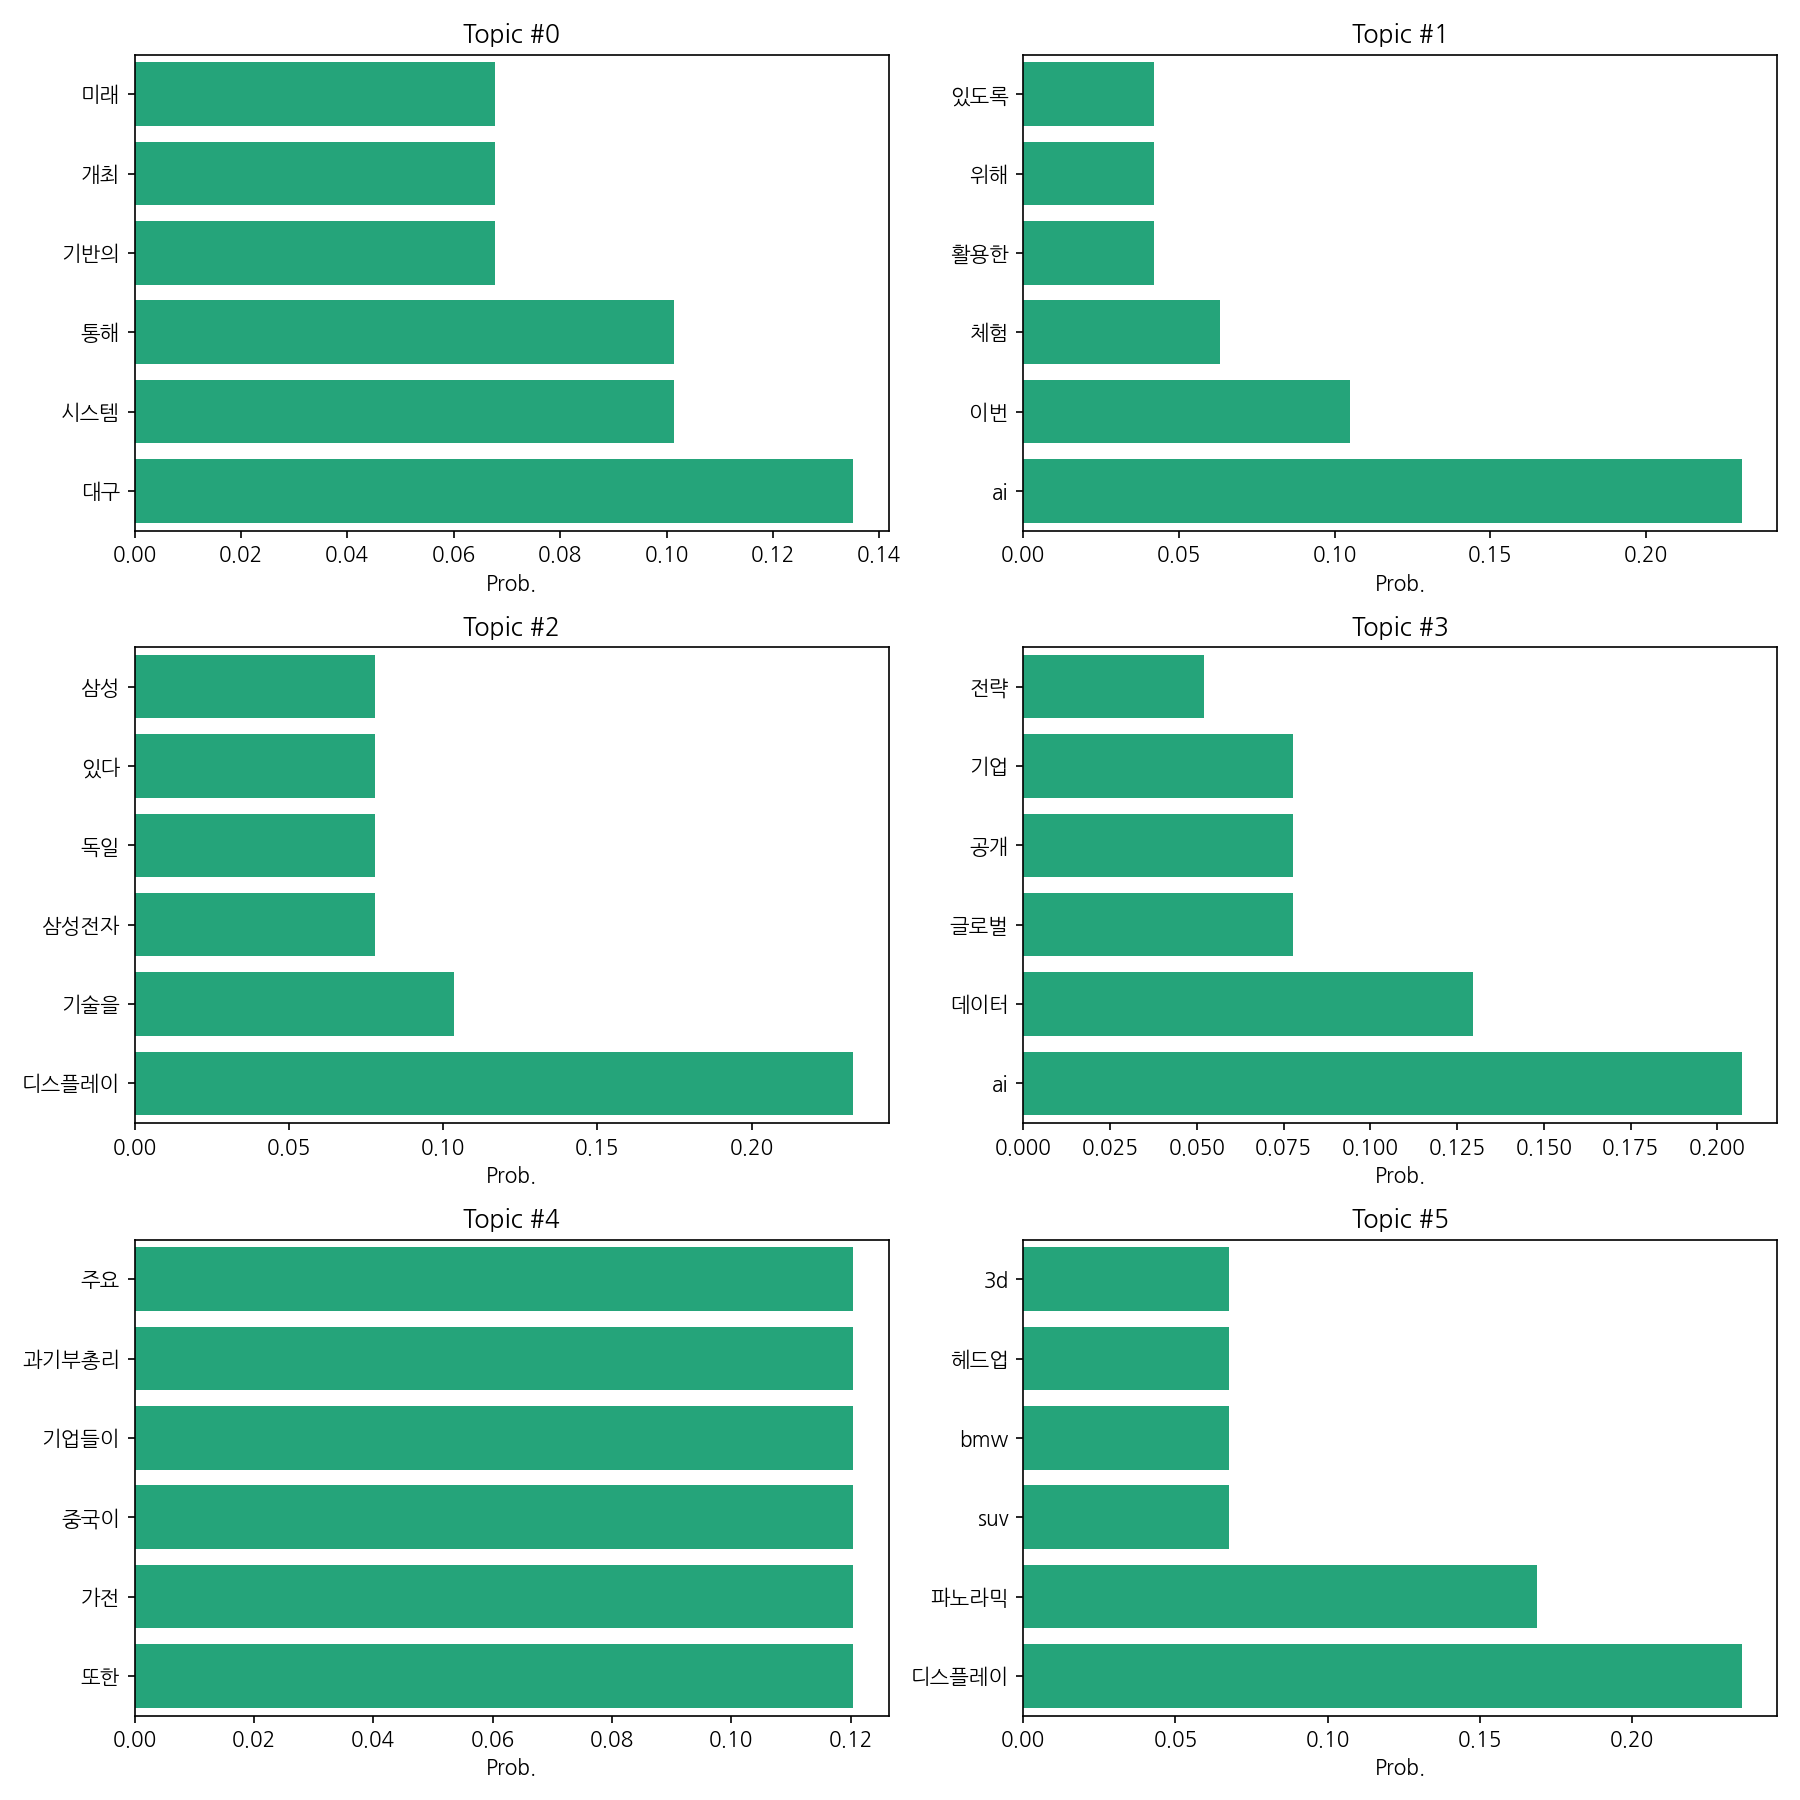 Topic #0
미래
개최
기반의
통해
시스템
대구
0.00 0.02 0.04 0.06 0.08 0.10 0.12 0.14
Prob.
Topic #1
있도록
위해
활용한
체험
이번
ai
0.00 0.05 0.10 0.15 0.20
Prob.
Topic #2
삼성
있다
독일
삼성전자
기술을
디스플레이
0.00 0.05 0.10 0.15 0.20
Prob.
Topic #3
전략
기업
공개
글로벌
데이터
ai
0.000 0.025 0.050 0.075 0.100 0.125 0.150 0.175 0.200
Prob.
Topic #4
주요
과기부총리
기업들이
중국이
가전
또한
0.00 0.02 0.04 0.06 0.08 0.10 0.12
Prob.
Topic #5
3d
헤드업
bmw
suv
파노라믹
디스플레이
0.00 0.05 0.10 0.15 0.20
Prob.